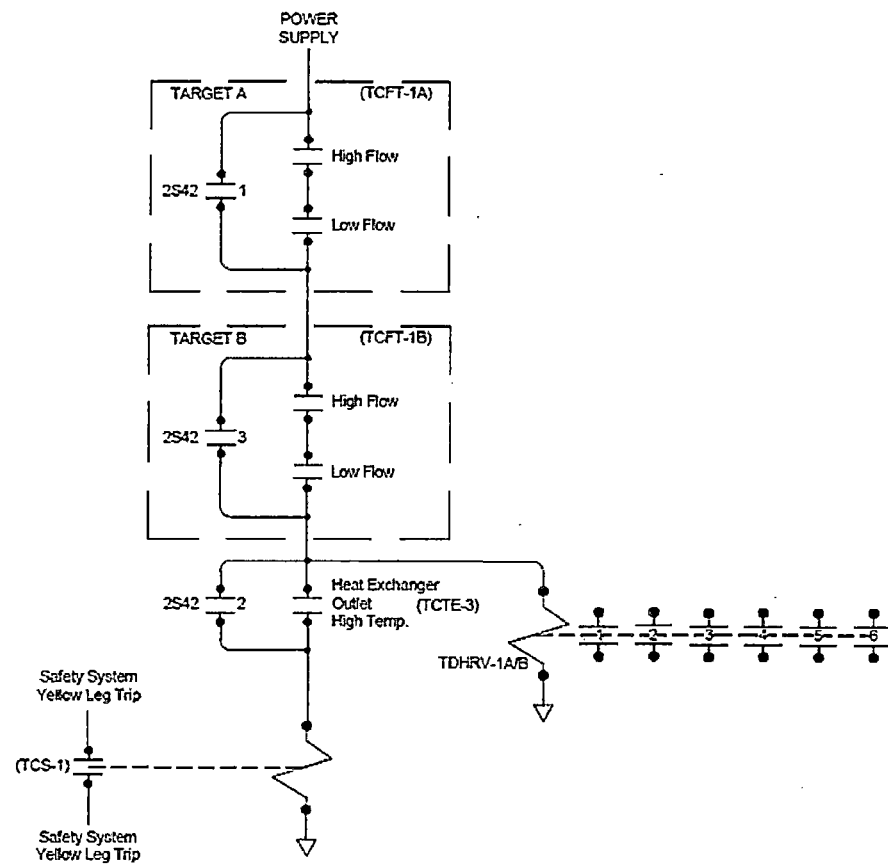 POWER
SUPPLY
TARGET A
(TCFT-1A)
High Flow
2S42
1
Low Flow
TARGET B
(TCFT-1B)
High Flow
2S42
3
Low Flow
2S42
2
Heat Exchanger
Outlet
High Temp.
(TCTE-3)
1
2
3
4
5
6
TDHRV-1A/B
Safety System
Yellow Leg Trip
(TCS-1)
Safety System
Yellow Leg Trip